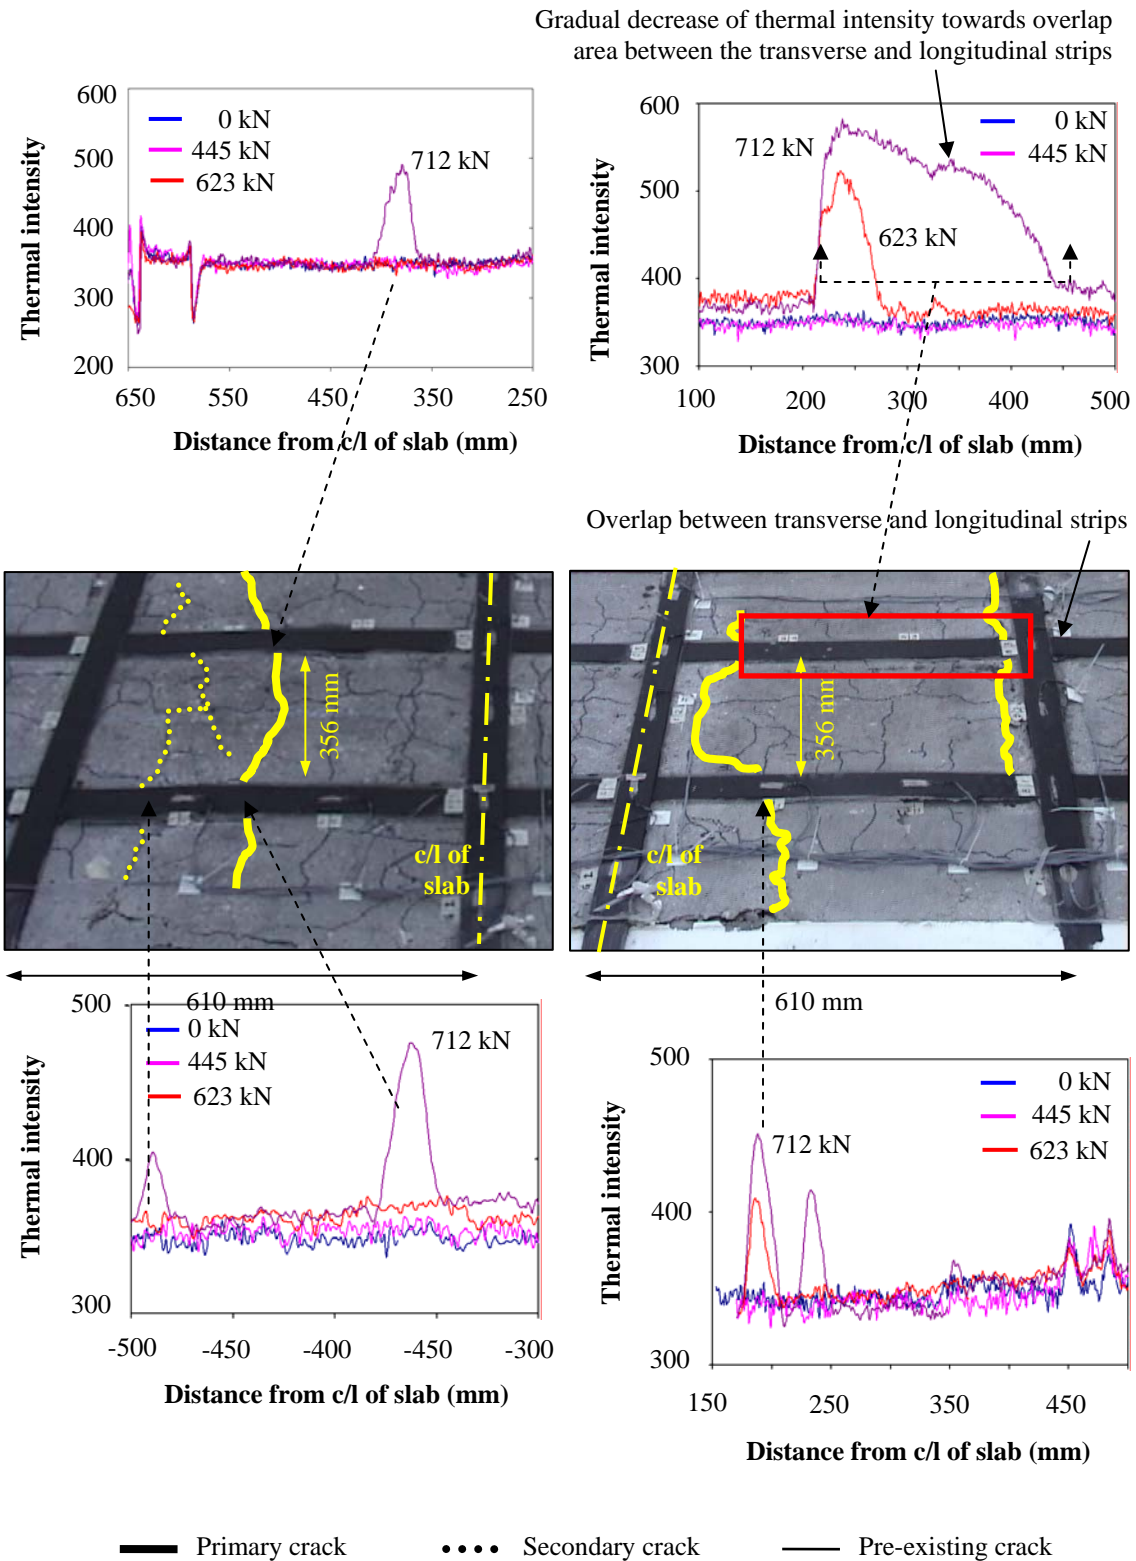 Gradual decrease of thermal intensity towards overlap
area between the transverse and longitudinal strips
600
500
400
300
200
Thermal intensity
0 kN
445 kN
623 kN
712 kN
650
550
450
350
250
Distance from c/l of slab (mm)
600
500
400
300
Thermal intensity
712 kN
0 kN
445 kN
623 kN
100
200
300
400
500
Distance from c/l of slab (mm)
Overlap between transverse and longitudinal strips
356 mm
c/l of
slab
356 mm
c/l of
slab
610 mm
610 mm
500
400
300
Thermal intensity
0 kN
445 kN
623 kN
712 kN
-500
-450
-400
-450
-300
Distance from c/l of slab (mm)
500
400
300
Thermal intensity
712 kN
0 kN
445 kN
623 kN
150
250
350
450
Distance from c/l of slab (mm)
Primary crack
Secondary crack
Pre-existing crack